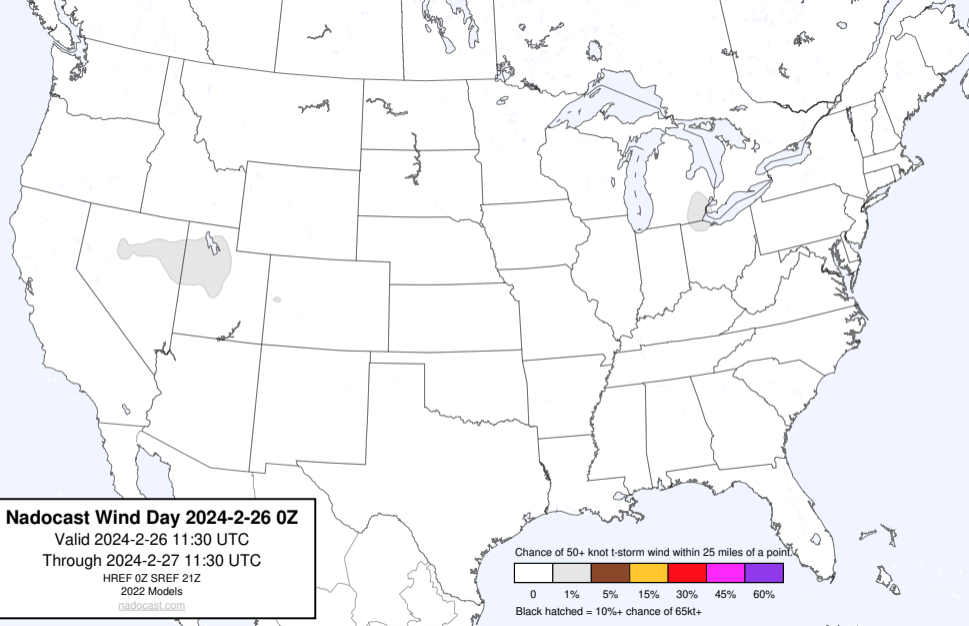 Nadocast Wind Day 2024-2-26 0Z
Valid 2024-2-26 11:30 UTC
Through 2024-2-27 11:30 UTC
HREF 0Z SREF 21Z
2022 Models
nadocast.com
Chance of 50+ knot t-storm wind within 25 miles of a point.
0 1% 5% 15% 30% 45% 60%
Black hatched = 10%+ chance of 65kt+